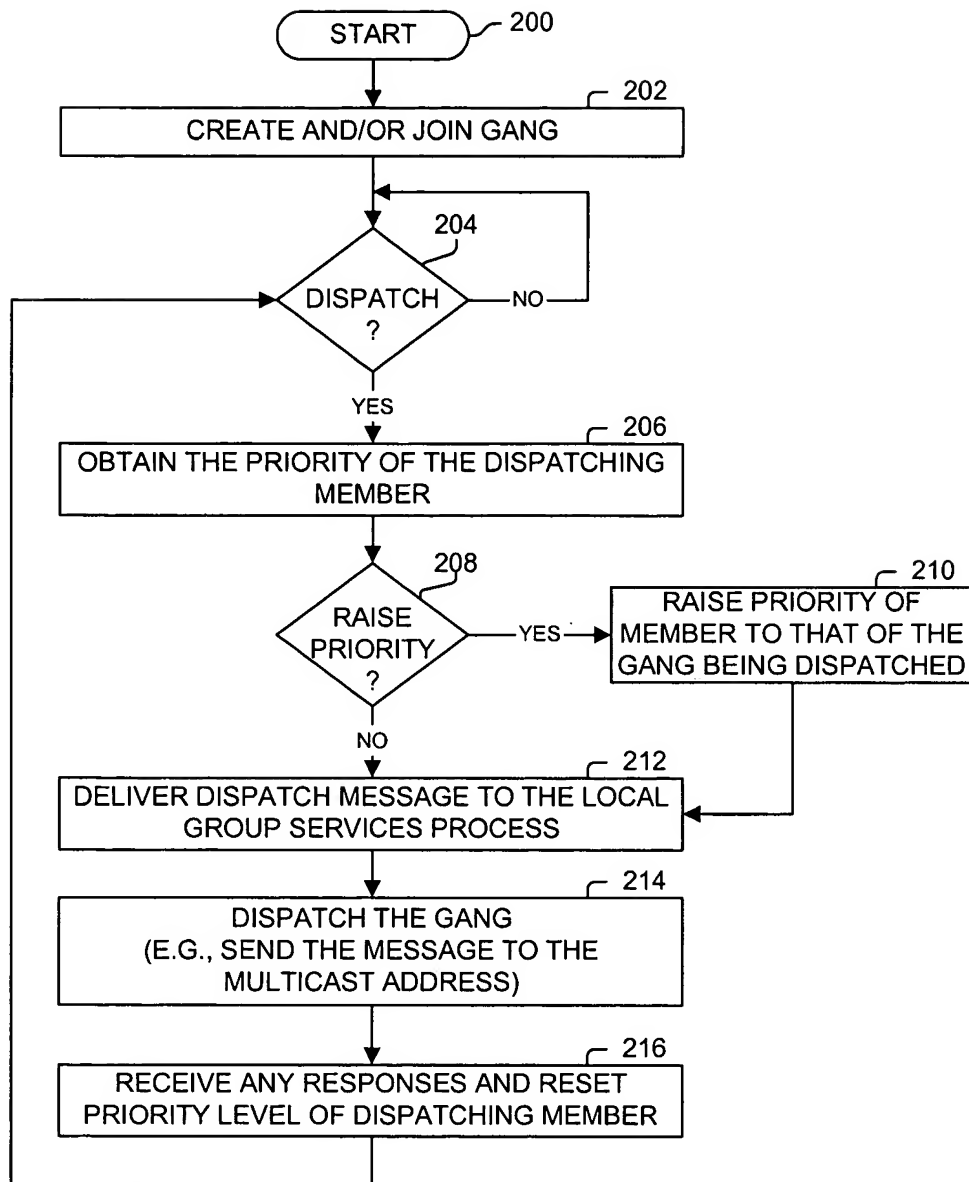 START
200
202
CREATE AND/OR JOIN GANG
204
DISPATCH
?
NO
YES
206
OBTAIN THE PRIORITY OF THE DISPATCHING
MEMBER
208
RAISE
PRIORITY
?
YES
210
RAISE PRIORITY OF
MEMBER TO THAT OF THE
GANG BEING DISPATCHED
NO
212
DELIVER DISPATCH MESSAGE TO THE LOCAL
GROUP SERVICES PROCESS
214
DISPATCH THE GANG
(E.G., SEND THE MESSAGE TO THE
MULTICAST ADDRESS)
216
RECEIVE ANY RESPONSES AND RESET
PRIORITY LEVEL OF DISPATCHING MEMBER